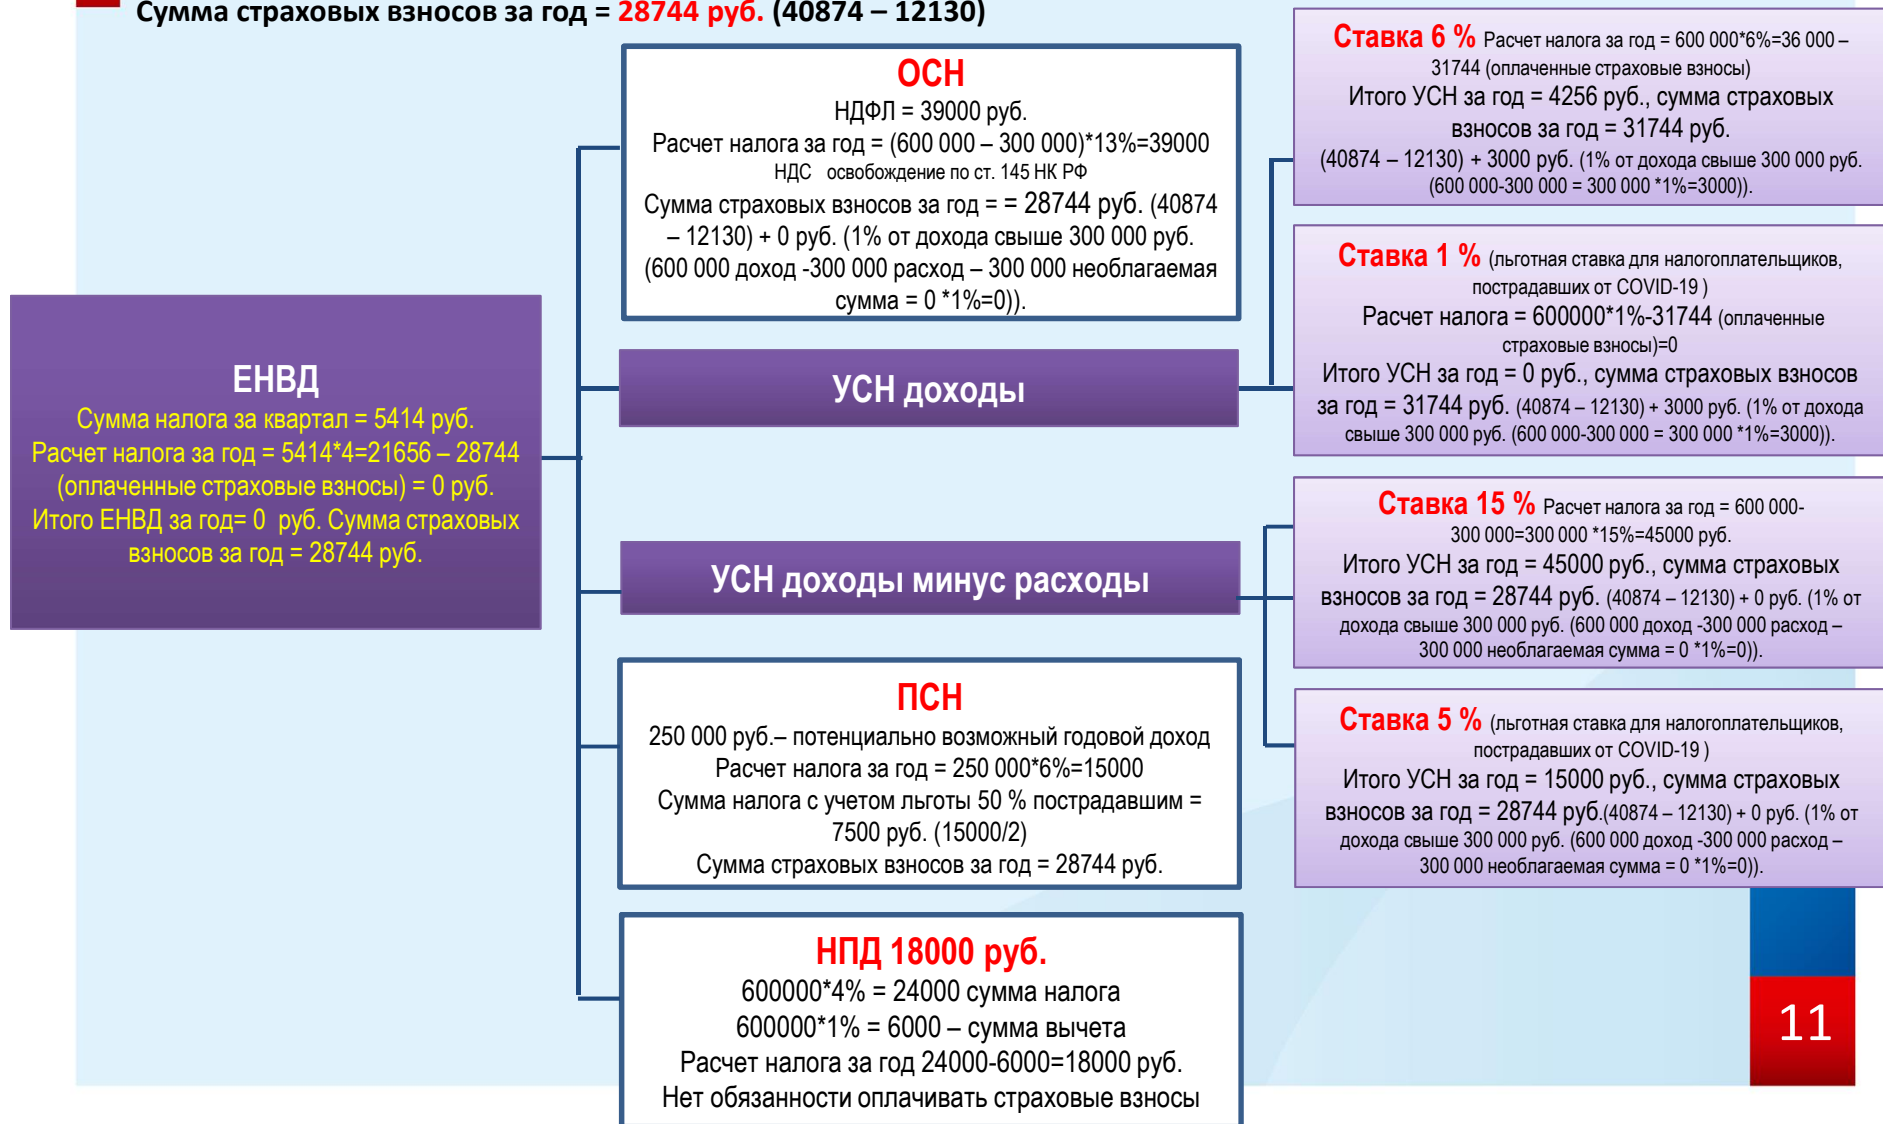 Сумма страховых взносов за год = 28744 руб. (40874 – 12130)
ЕНВД
Сумма налога за квартал = 5414 руб.
Расчет налога за год = 5414*4=21656 – 28744
(оплаченные страховые взносы) = 0 руб.
Итого ЕНВД за год= 0 руб. Сумма страховых
взносов за год = 28744 руб.
ОСН
НДФЛ = 39000 руб.
Расчет налога за год = (600 000 – 300 000)*13%=39000
НДС освобождение по ст. 145 НК РФ
Сумма страховых взносов за год = = 28744 руб. (40874
– 12130) + 0 руб. (1% от дохода свыше 300 000 руб.
(600 000 доход -300 000 расход – 300 000 необлагаемая
сумма = 0 *1%=0)).
УСН доходы
УСН доходы минус расходы
ПСН
250 000 руб.– потенциально возможный годовой доход
Расчет налога за год = 250 000*6%=15000
Сумма налога с учетом льготы 50 % пострадавшим =
7500 руб. (15000/2)
Сумма страховых взносов за год = 28744 руб.
НПД 18000 руб.
600000*4% = 24000 сумма налога
600000*1% = 6000 – сумма вычета
Расчет налога за год 24000-6000=18000 руб.
Нет обязанности оплачивать страховые взносы
Ставка 6 % Расчет налога за год = 600 000*6%=36 000 –
31744 (оплаченные страховые взносы)
Итого УСН за год = 4256 руб., сумма страховых
взносов за год = 31744 руб.
(40874 – 12130) + 3000 руб. (1% от дохода свыше 300 000 руб.
(600 000-300 000 = 300 000 *1%=3000)).
Ставка 1 % (льготная ставка для налогоплательщиков,
пострадавших от COVID-19 )
Расчет налога = 600000*1%-31744 (оплаченные
страховые взносы)=0
Итого УСН за год = 0 руб., сумма страховых взносов
за год = 31744 руб. (40874 – 12130) + 3000 руб. (1% от дохода
свыше 300 000 руб. (600 000-300 000 = 300 000 *1%=3000)).
Ставка 15 % Расчет налога за год = 600 000-
300 000=300 000 *15%=45000 руб.
Итого УСН за год = 45000 руб., сумма страховых
взносов за год = 28744 руб. (40874 – 12130) + 0 руб. (1% от
дохода свыше 300 000 руб. (600 000 доход -300 000 расход –
300 000 необлагаемая сумма = 0 *1%=0)).
Ставка 5 % (льготная ставка для налогоплательщиков,
пострадавших от COVID-19 )
Итого УСН за год = 15000 руб., сумма страховых
взносов за год = 28744 руб.(40874 – 12130) + 0 руб. (1% от
дохода свыше 300 000 руб. (600 000 доход -300 000 расход –
300 000 необлагаемая сумма = 0 *1%=0)).
11